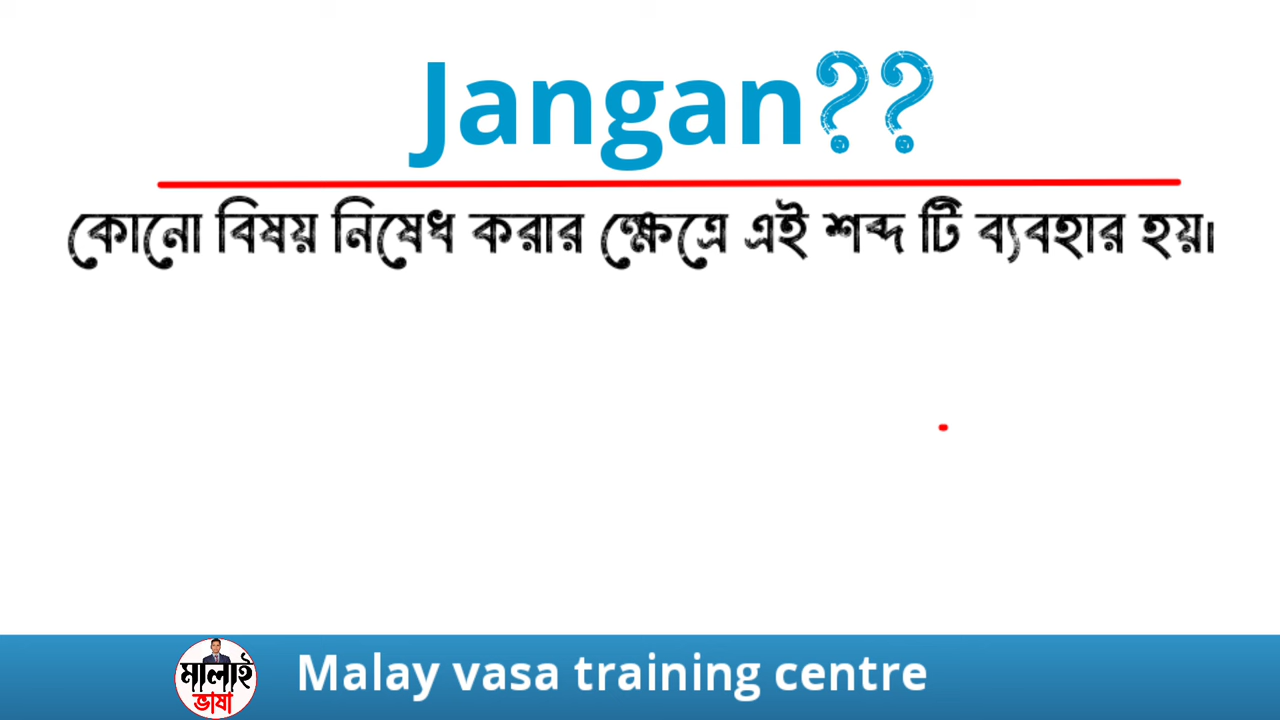 Jangan??
কোনো বিষয় নিষেধ করার ক্ষেত্রে এই শব্দ টি ব্যবহার হয়।
মালাই
ভাষা
Malay vasa training centre